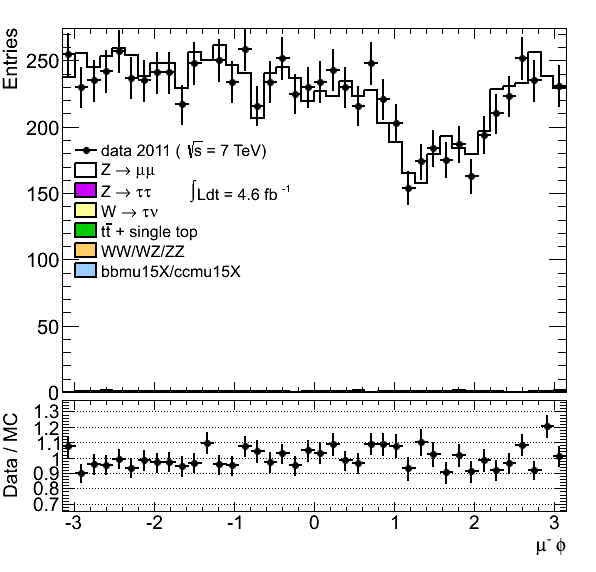 Entries
250
200
150
100
50
0
data 2011 ( √s = 7 TeV)
Z → μμ
Z → ττ
∫Ldt = 4.6 fb⁻¹
W → τν
tt̄ + single top
WW/WZ/ZZ
bbmu15X/ccmu15X
Data / MC
1.3
1.2
1.1
1
0.9
0.8
0.7
-3 -2 -1 0 1 2 3
μ⁻ ϕ